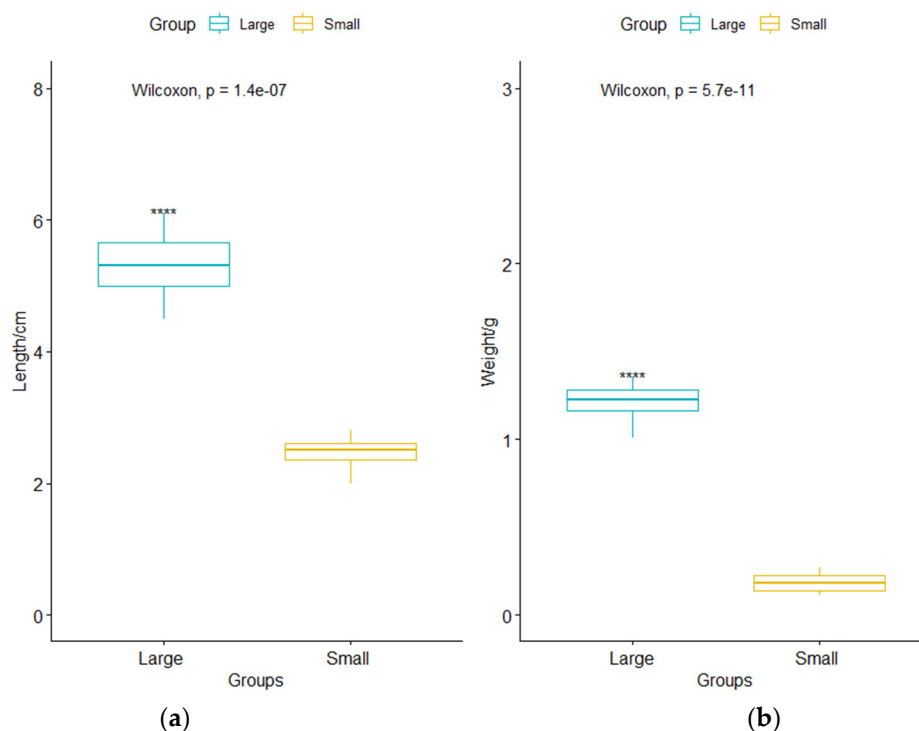 Group Large Small
Wilcoxon, p = 1.4e-07
****
Length/cm
8
6
4
2
0
Large Small
Groups
(a)
Group Large Small
Wilcoxon, p = 5.7e-11
****
Weight/g
3
2
1
0
Large Small
Groups
(b)